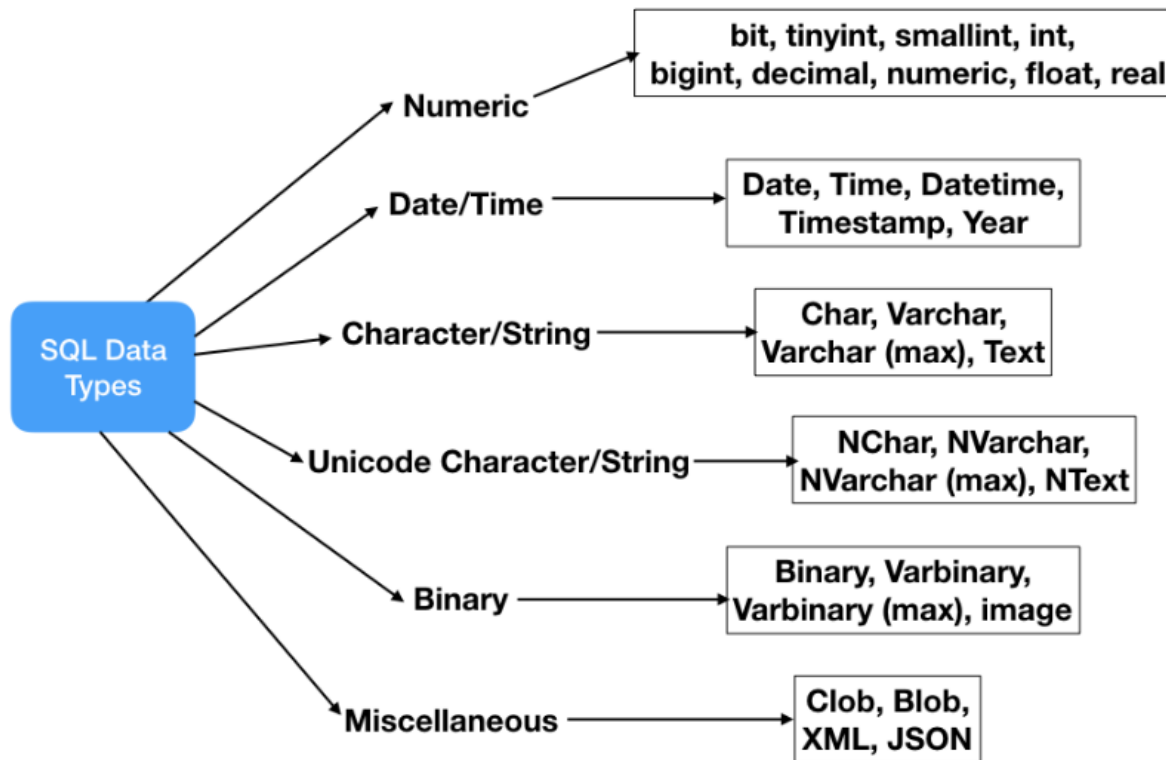 bit, tinyint, smallint, int,
bigint, decimal, numeric, float, real
Numeric
Date/Time
Date, Time, Datetime,
Timestamp, Year
SQL Data
Types
Character/String
Char, Varchar,
Varchar (max), Text
Unicode Character/String
NChar, NVarchar,
NVarchar (max), NText
Binary
Binary, Varbinary,
Varbinary (max), image
Miscellaneous
Clob, Blob,
XML, JSON